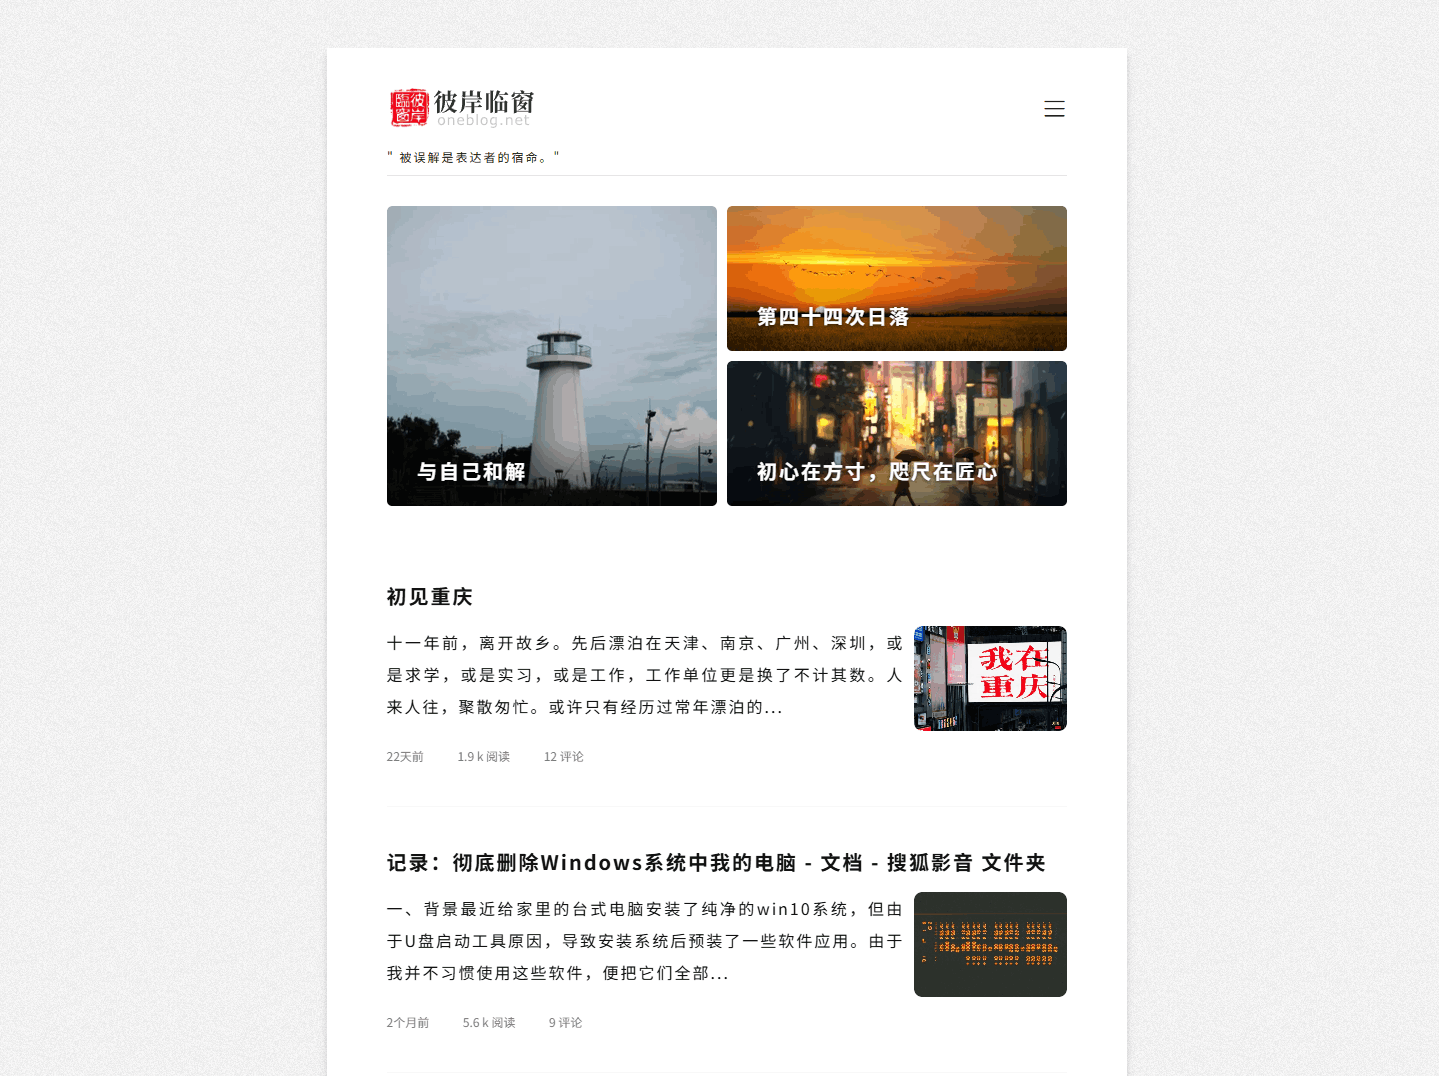 彼岸临窗
彼岸临窗
oneblog.net
" 被误解是表达者的宿命。"
与自己和解
第四十四次日落
初心在方寸，咫尺在匠心
初见重庆
十一年前，离开故乡。先后漂泊在天津、南京、广州、深圳，或
是求学，或是实习，或是工作，工作单位更是换了不计其数。人
来人往，聚散匆忙。或许只有经历过常年漂泊的...
我在
重庆
22天前 1.9 k 阅读 12 评论
记录：彻底删除Windows系统中我的电脑 - 文档 - 搜狐影音 文件夹
一、背景最近给家里的台式电脑安装了纯净的win10系统，但由
于U盘启动工具原因，导致安装系统后预装了一些软件应用。由于
我并不习惯使用这些软件，便把它们全部...
2个月前 5.6 k 阅读 9 评论